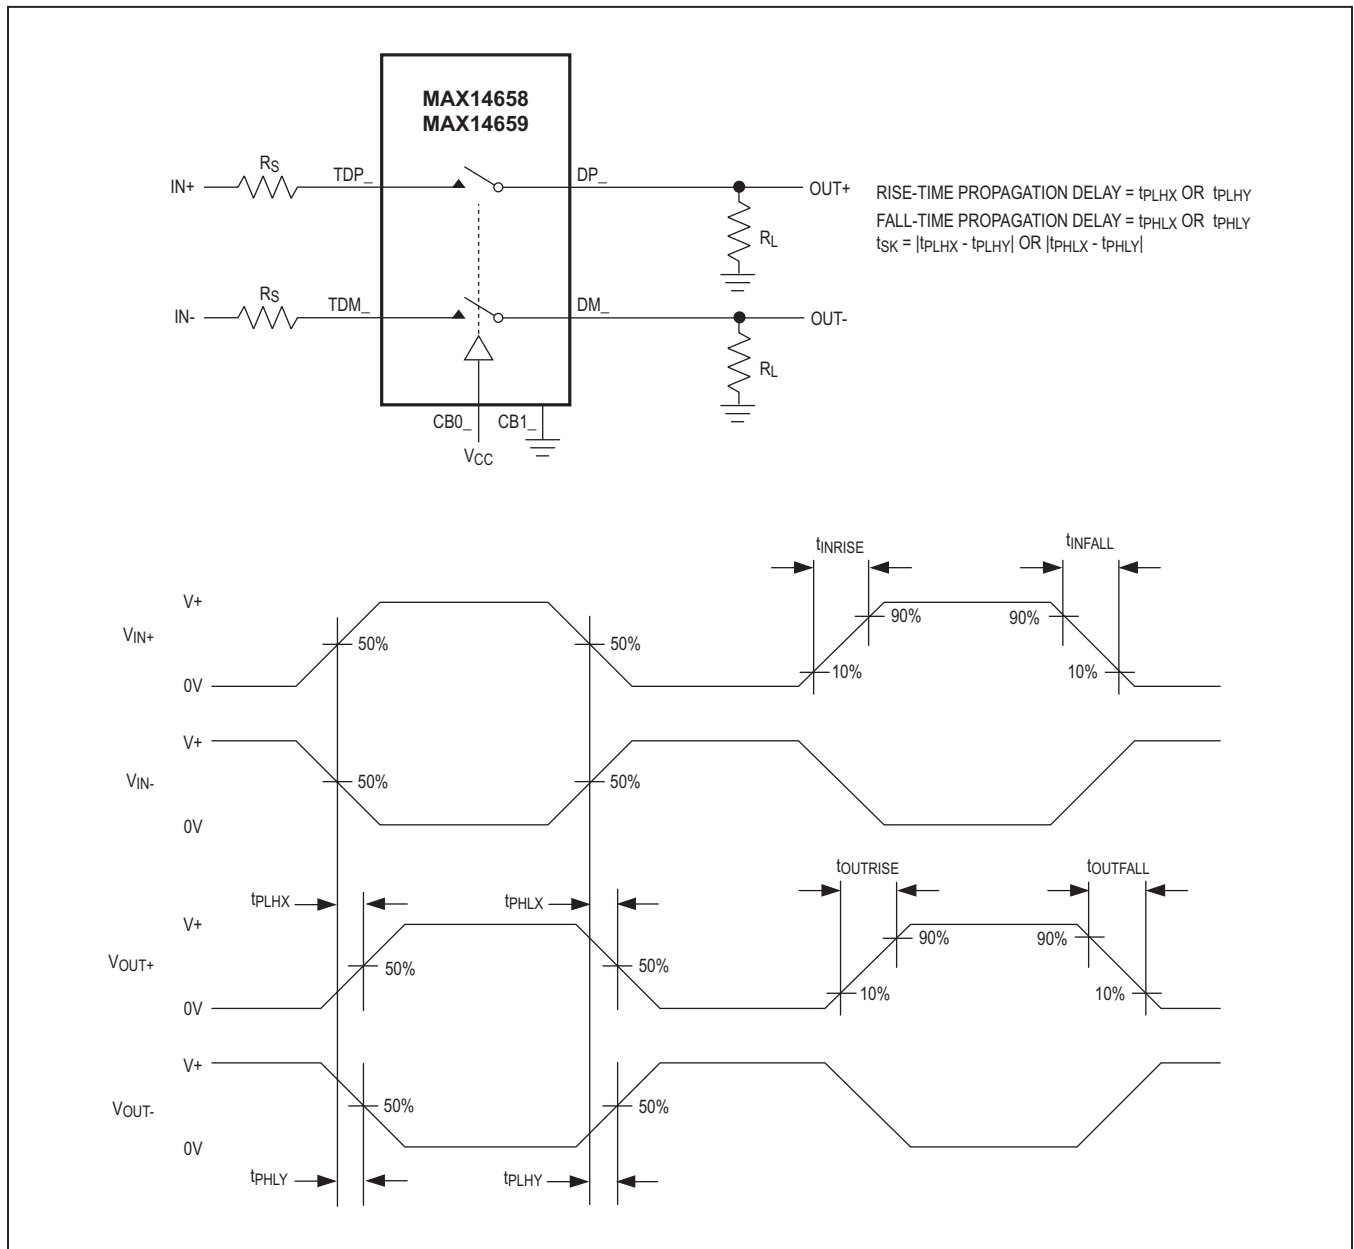 MAX14658
MAX14659
RS
TDP_
DP_
IN+
OUT+
RISE-TIME PROPAGATION DELAY = tPLHX OR tPLHY
FALL-TIME PROPAGATION DELAY = tPHLX OR tPHLY
tSK = |tPLHX - tPLHY| OR |tPHLX - tPHLY|
RL
RS
TDM_
DM_
IN-
OUT-
RL
CB0_
CB1_
VCC
tINRISE
tINFALL
V+
90%
90%
VIN+
50%
50%
10%
10%
0V
V+
VIN-
50%
50%
0V
tOUTRISE
tOUTFALL
tPLHX
tPHLX
V+
90%
90%
VOUT+
50%
50%
10%
10%
0V
V+
VOUT-
50%
50%
0V
tPHLY
tPLHY